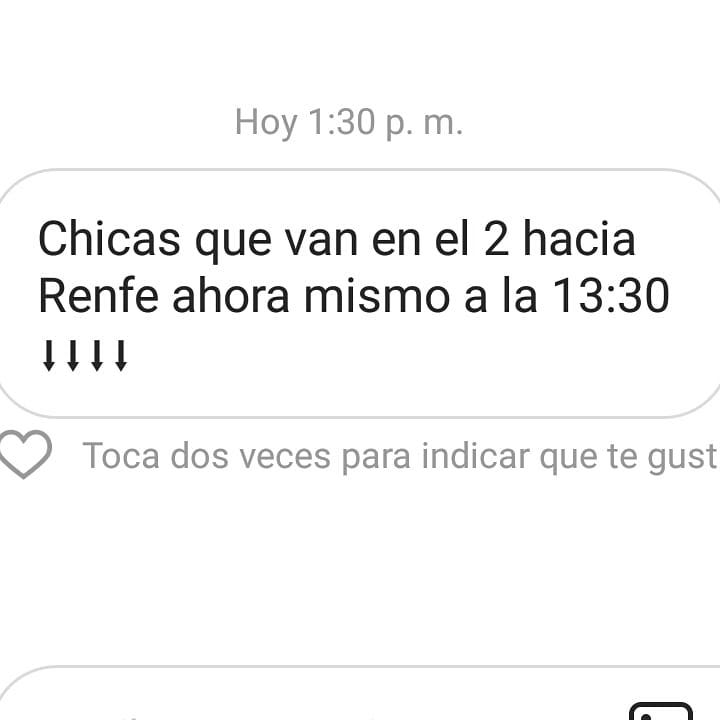 Hoy 1:30 p. m.
Chicas que van en el 2 hacia
Renfe ahora mismo a la 13:30
⬇⬇⬇⬇
Toca dos veces para indicar que te gust